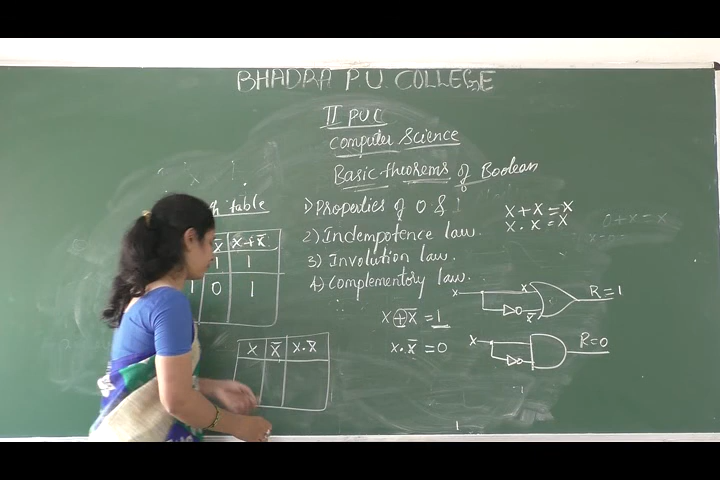 BHADRA P.U. COLLEGE
II PUC
Computer Science
Basic theorems of Boolean
table
1) Properties of 0 & 1
2) Indempotence law.
3) Involution law.
4) Complementary law.
X + X = X
X . X = X
0 + X = X
X̅ X + X̅
1 1
1 0 1
X + X̅ = 1
X . X̅ = 0
X X̅ X . X̅
X X X̅ R = 1
X R = 0